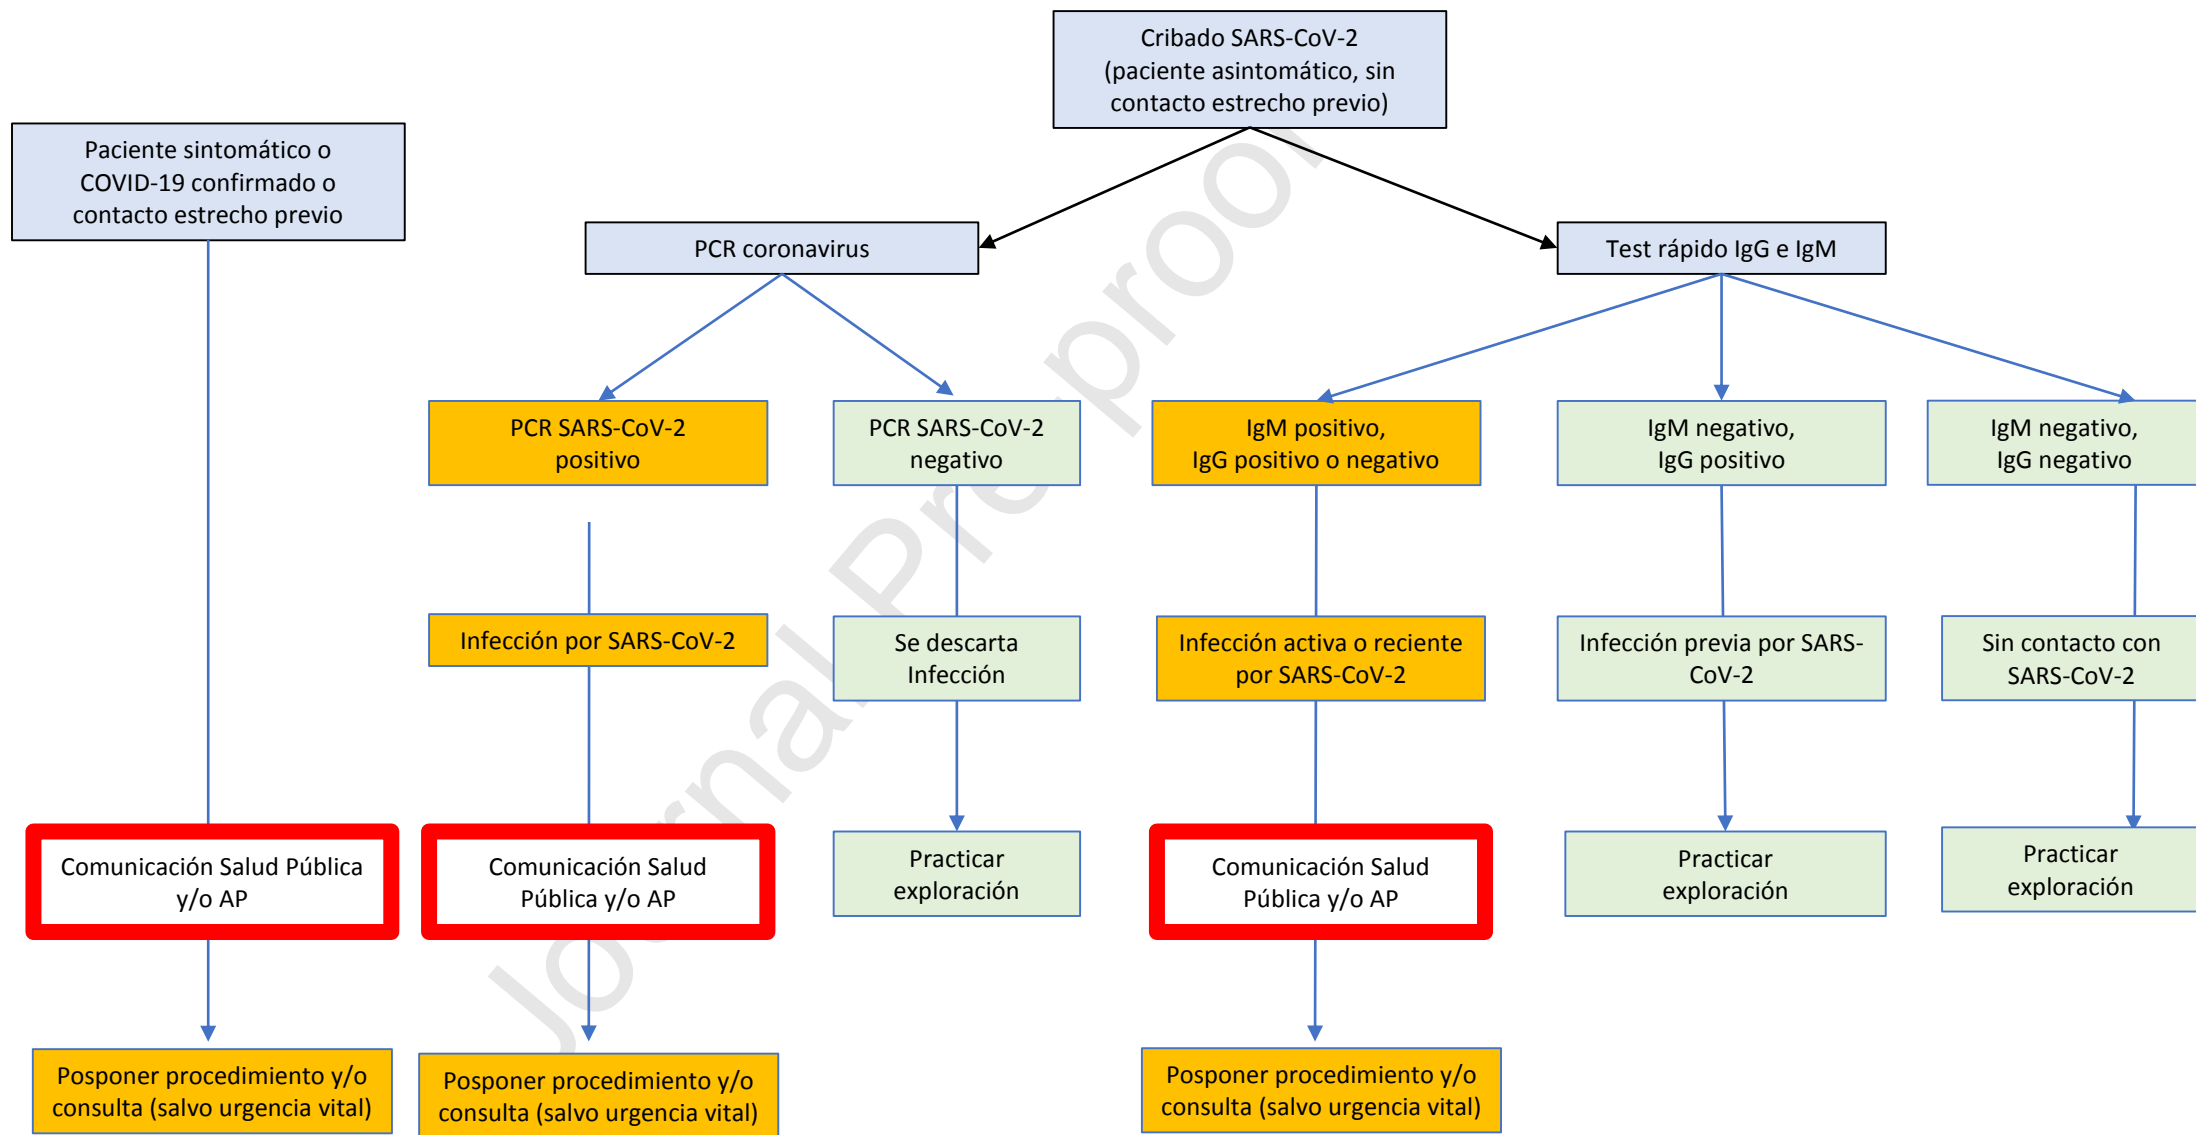 Cribado SARS-CoV-2
(paciente asintomático, sin
contacto estrecho previo)
Paciente sintomático o
COVID-19 confirmado o
contacto estrecho previo
PCR coronavirus
Test rápido IgG e IgM
PCR SARS-CoV-2
positivo
PCR SARS-CoV-2
negativo
IgM positivo,
IgG positivo o negativo
IgM negativo,
IgG positivo
IgM negativo,
IgG negativo
Infección por SARS-CoV-2
Se descarta
Infección
Infección activa o reciente
por SARS-CoV-2
Infección previa por SARS-
CoV-2
Sin contacto con
SARS-CoV-2
Comunicación Salud Pública
y/o AP
Comunicación Salud
Pública y/o AP
Practicar
exploración
Comunicación Salud
Pública y/o AP
Practicar
exploración
Practicar
exploración
Posponer procedimiento y/o
consulta (salvo urgencia vital)
Posponer procedimiento y/o
consulta (salvo urgencia vital)
Posponer procedimiento y/o
consulta (salvo urgencia vital)
Journal Pre-proof